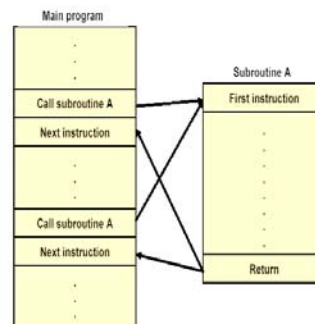 Main program
Call subroutine A
Next instruction
Call subroutine A
Next instruction
Subroutine A
First instruction
Return